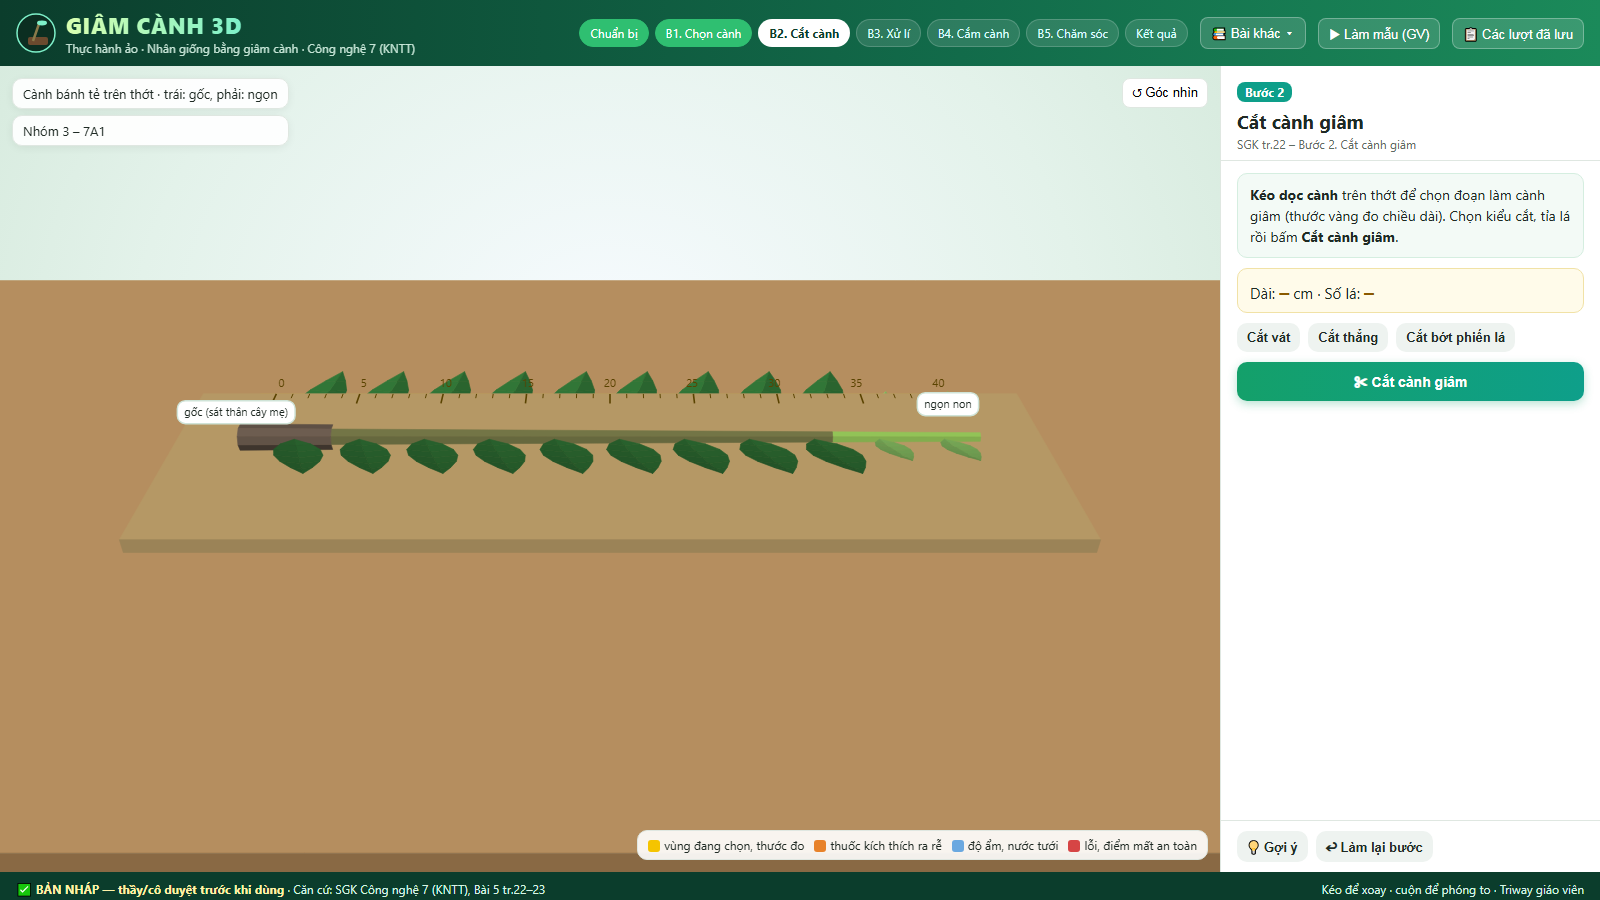 GIÂM CÀNH 3D
Thực hành ảo · Nhân giống bằng giâm cành · Công nghệ 7 (KNTT)
Chuẩn bị
B1. Chọn cành
B2. Cắt cành
B3. Xử lí
B4. Cắm cành
B5. Chăm sóc
Kết quả
Bài khác
Làm mẫu (GV)
Các lượt đã lưu
Cành bánh tẻ trên thớt · trái: gốc, phải: ngọn
Nhóm 3 – 7A1
Góc nhìn
0 5 10 15 20 25 30 35 40
gốc (sát thân cây mẹ)
ngọn non
vùng đang chọn, thước đo
thuốc kích thích ra rễ
độ ẩm, nước tưới
lỗi, điểm mất an toàn
Bước 2
Cắt cành giâm
SGK tr.22 – Bước 2. Cắt cành giâm
Kéo dọc cành trên thớt để chọn đoạn làm cành
giâm (thước vàng đo chiều dài). Chọn kiểu cắt, tỉa lá
rồi bấm Cắt cành giâm.
Dài: – cm · Số lá: –
Cắt vát
Cắt thẳng
Cắt bớt phiến lá
Cắt cành giâm
Gợi ý
Làm lại bước
BẢN NHÁP — thầy/cô duyệt trước khi dùng · Căn cứ: SGK Công nghệ 7 (KNTT), Bài 5 tr.22–23
Kéo để xoay · cuộn để phóng to · Triway giáo viên